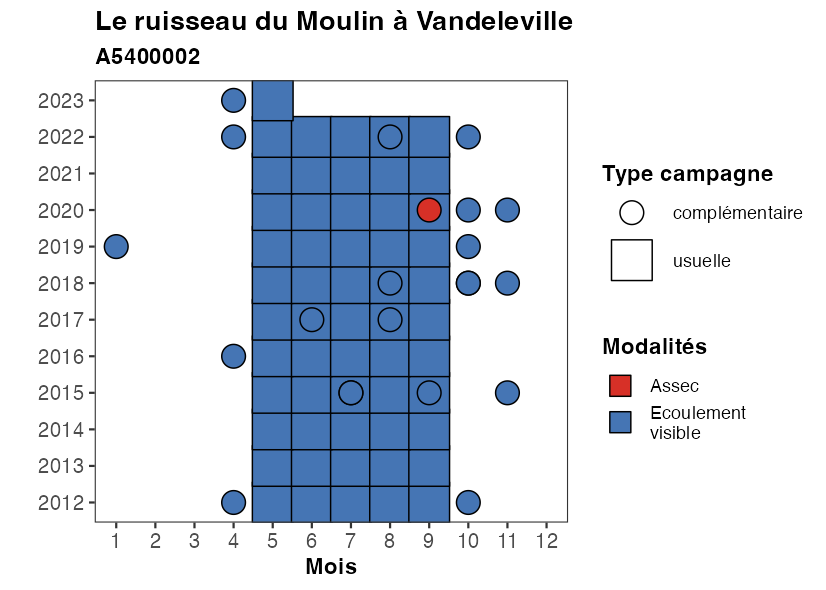 Le ruisseau du Moulin à Vandeleville
A5400002
2023
2022
2021
2020
2019
2018
2017
2016
2015
2014
2013
2012
1 2 3 4 5 6 7 8 9 10 11 12
Mois
Type campagne
complémentaire
usuelle
Modalités
Assec
Ecoulement
visible